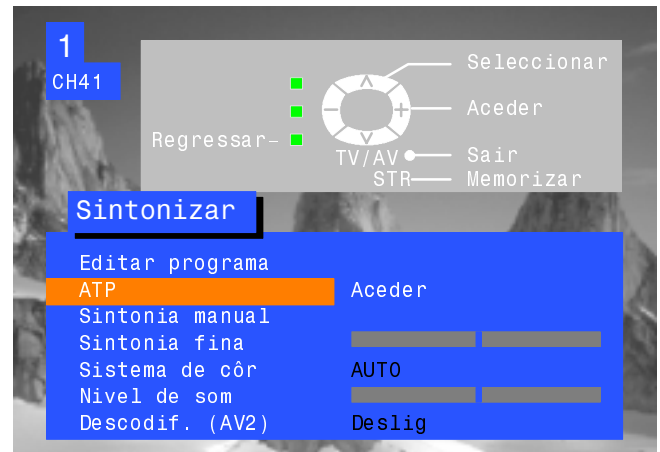 1
CH41
Seleccionar
Aceder
Regressar
TV/AV
Sair
STR
Memorizar
Sintonizar
Editar programa
ATP Aceder
Sintonia manual
Sintonia fina
Sistema de côr AUTO
Nivel de som
Descodif. (AV2) Deslig